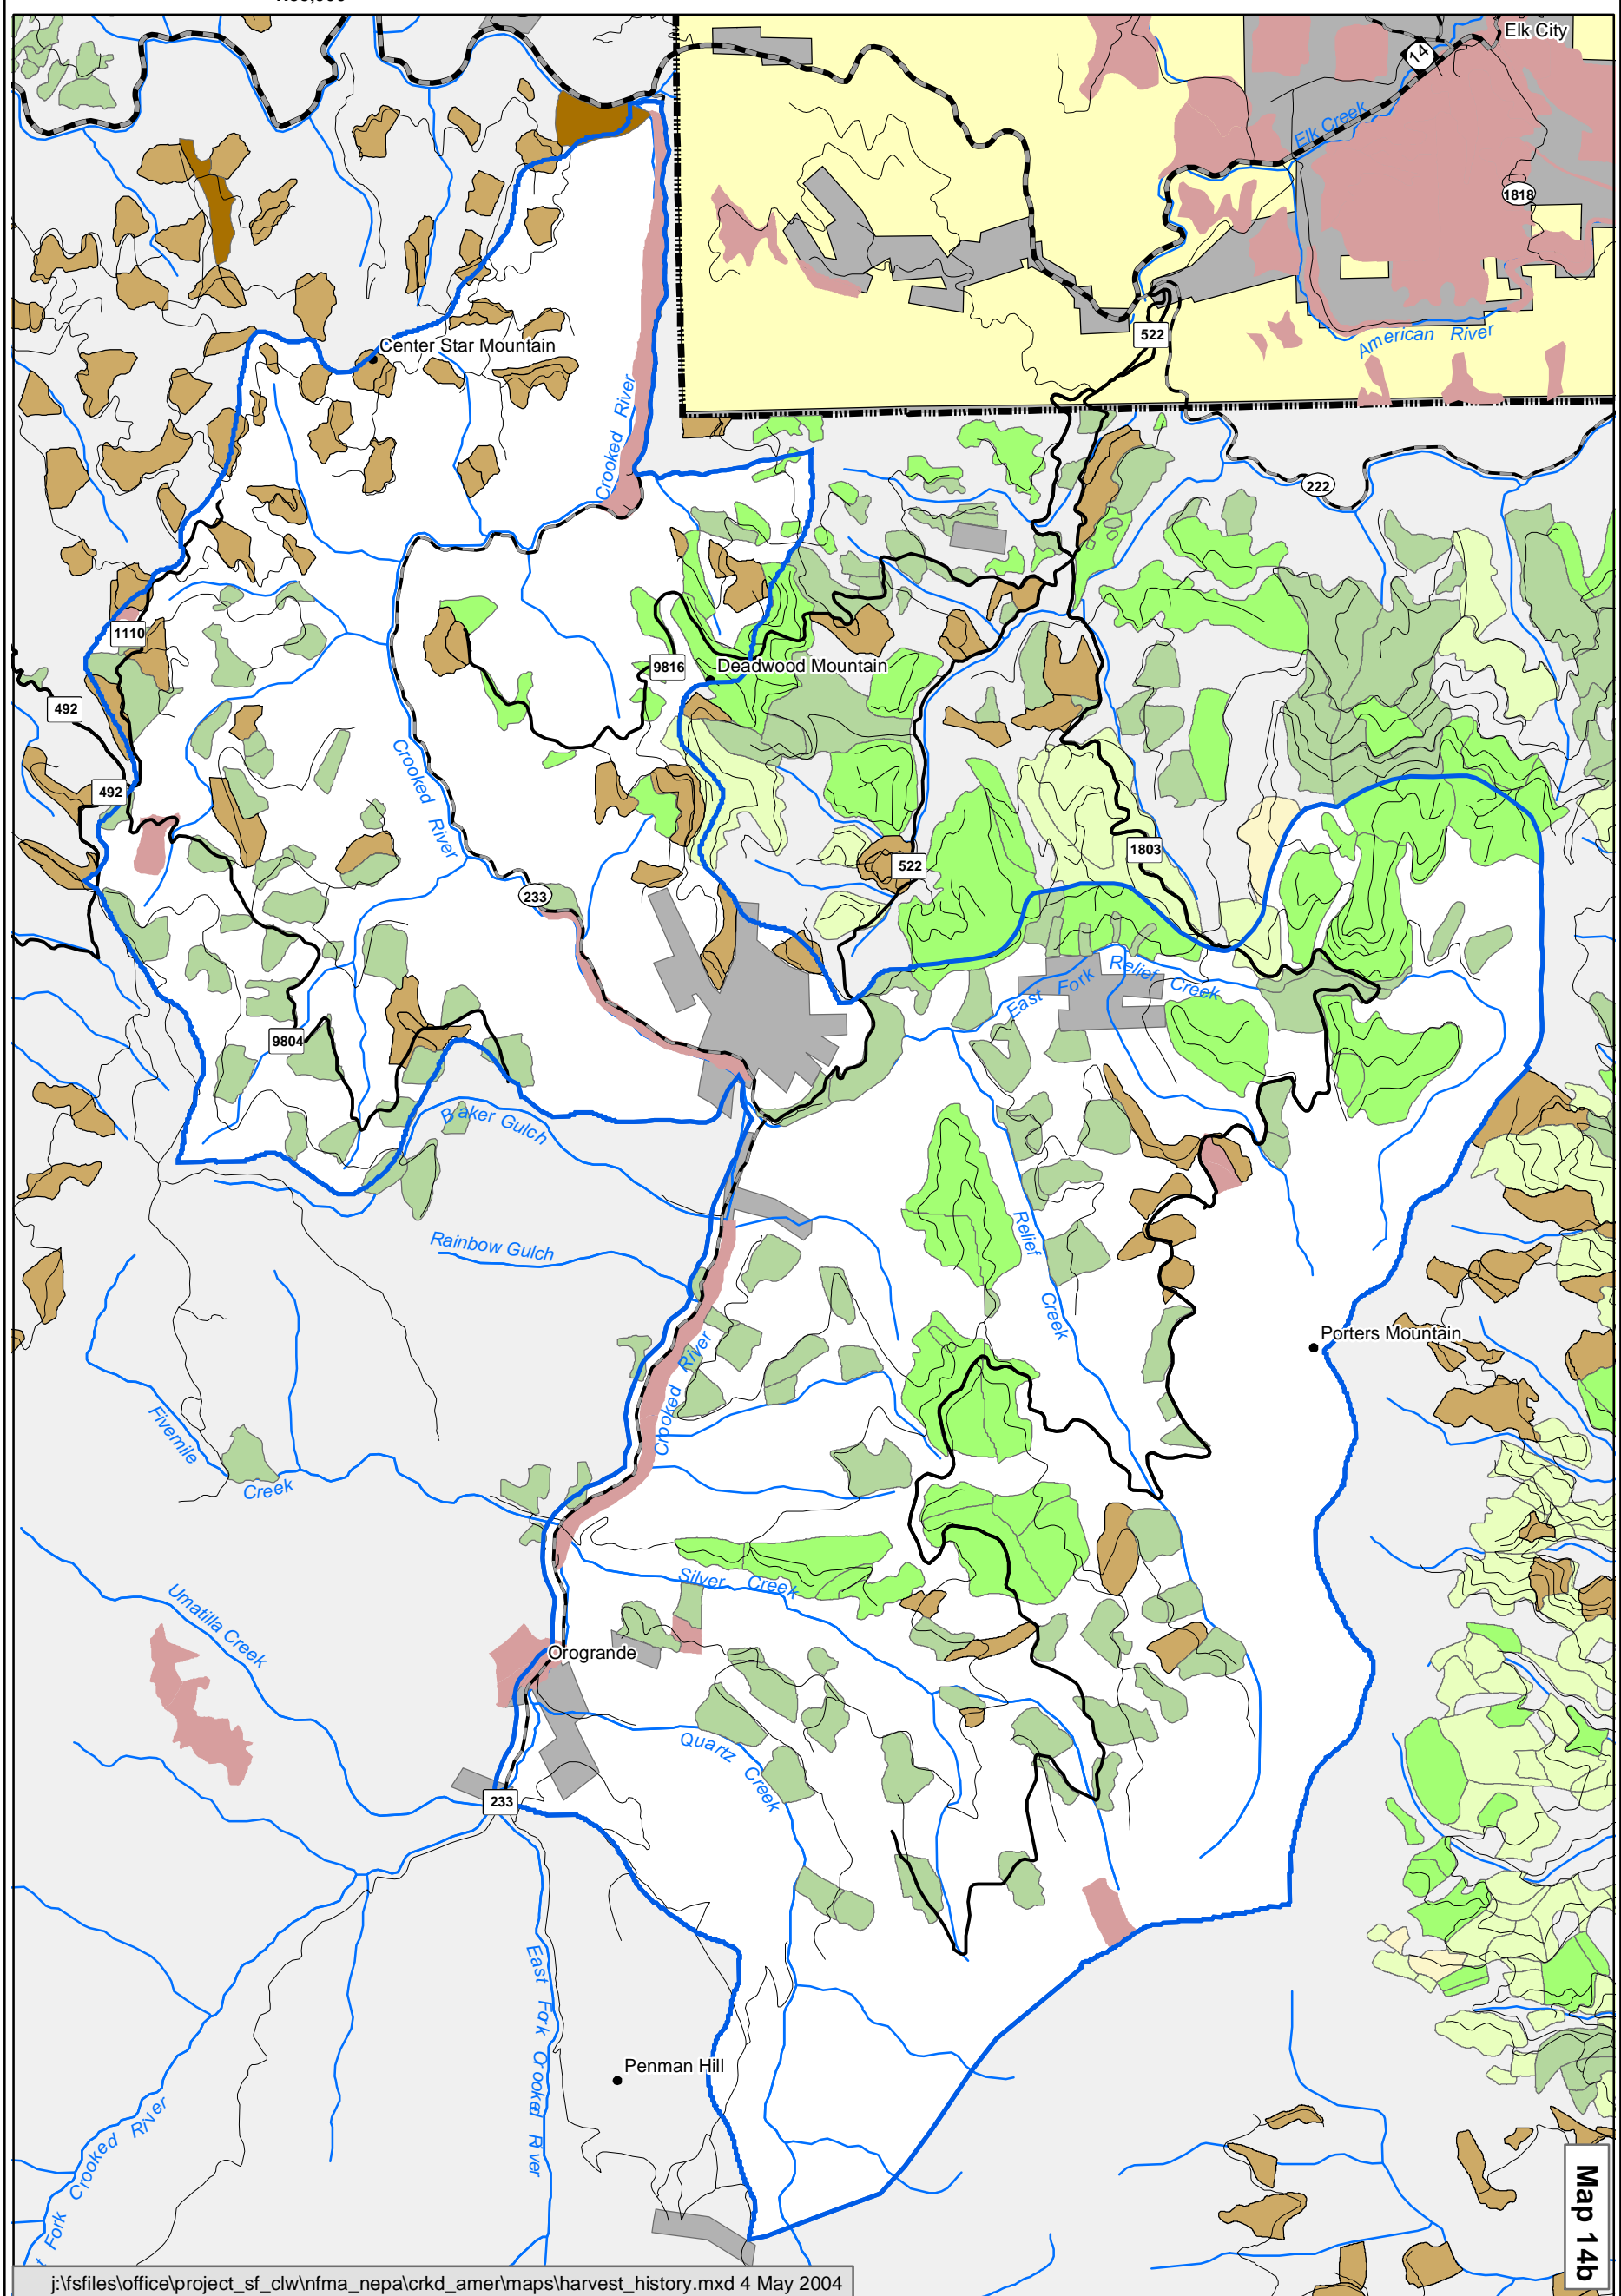 Elk City
14
Elk Creek
1818
522
American River
Center Star Mountain
Crooked River
222
1110
9816
Deadwood Mountain
492
492
Crooked River
1803
522
233
East Fork Relief Creek
9804
Baker Gulch
Relief Creek
Rainbow Gulch
Porters Mountain
Crooked River
Fivemile Creek
Silver Creek
Umatilla Creek
Orogrande
Quartz Creek
233
East Fork Crooked River
Penman Hill
Fork Crooked River
Map 14b
j:\fsfiles\office\project_sf_clw\nfma_nepa\crkd_amer\maps\harvest_history.mxd 4 May 2004